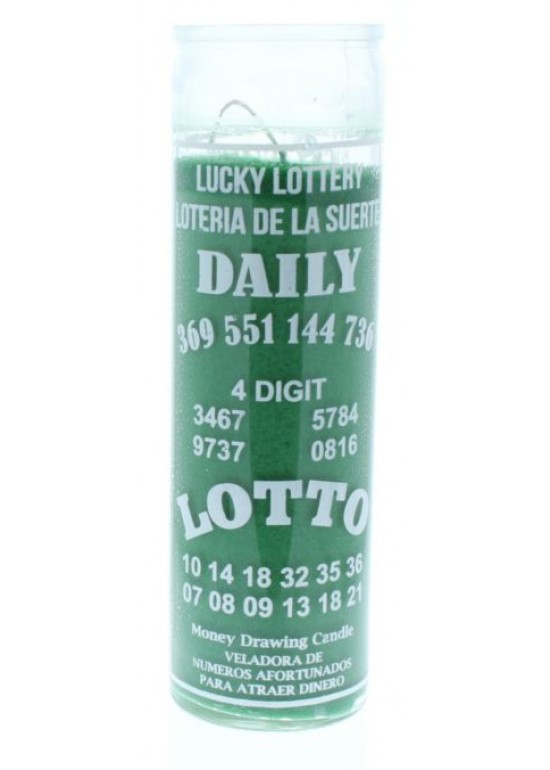 LUCKY LOTTERY
LOTERIA DE LA SUERTE
DAILY
369 551 144 736
4 DIGIT
3467 5784
9737 0816
LOTTO
10 14 18 32 35 36
07 08 09 13 18 21
Money Drawing Candle
VELADORA DE
NUMEROS AFORTUNADOS
PARA ATRAER DINERO